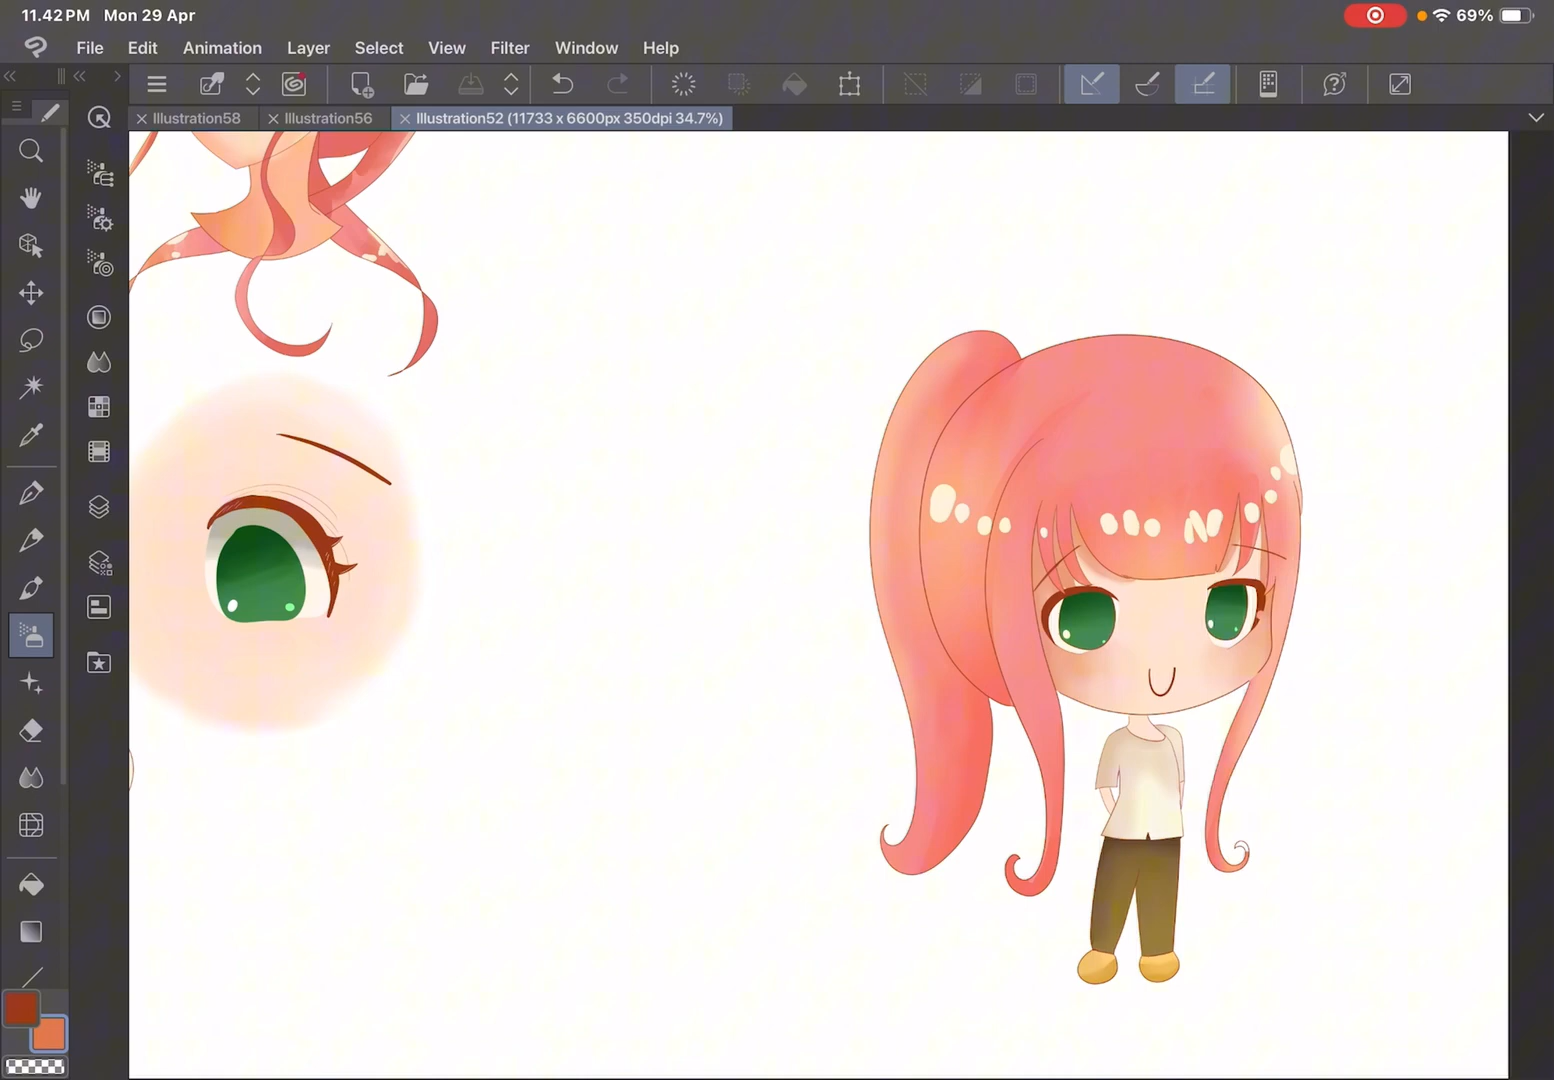 11.42 PM Mon 29 Apr
69%
File Edit Animation Layer Select View Filter Window Help
Illustration58 Illustration56 Illustration52 (11733 x 6600px 350dpi 34.7%)